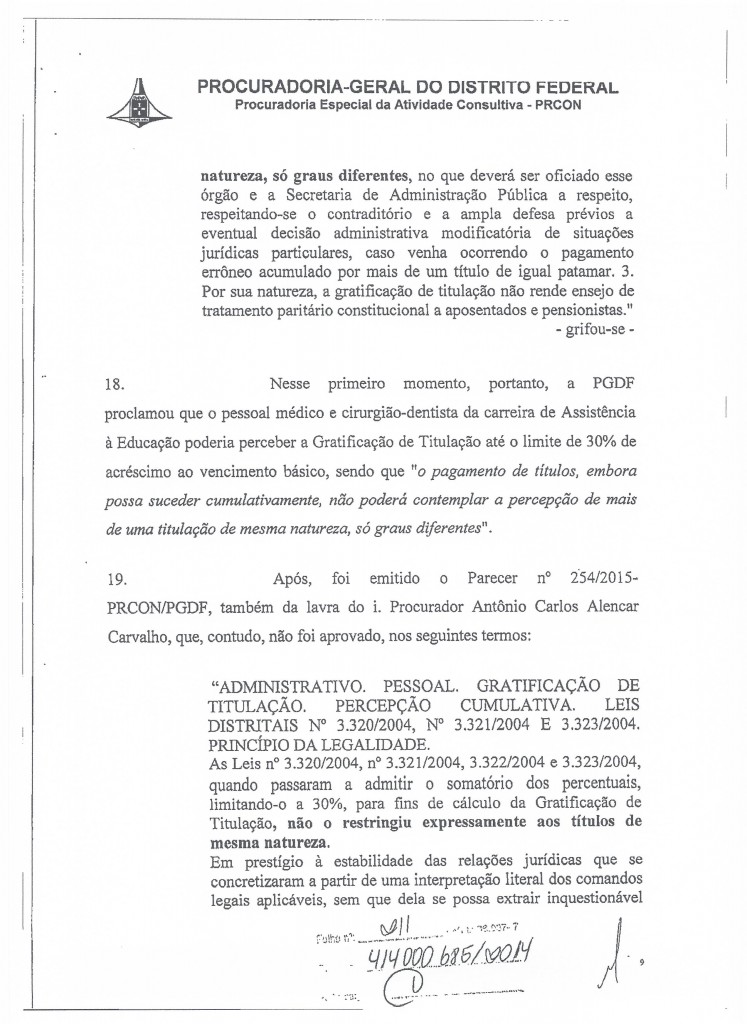 PROCURADORIA-GERAL DO DISTRITO FEDERAL
Procuradoria Especial da Atividade Consultiva - PRCON
natureza, só graus diferentes, no que deverá ser oficiado esse
órgão e a Secretaria de Administração Pública a respeito,
respeitando-se o contraditório e a ampla defesa prévios a
eventual decisão administrativa modificatória de situações
jurídicas particulares, caso venha ocorrendo o pagamento
errôneo acumulado por mais de um título de igual patamar. 3.
Por sua natureza, a gratificação de titulação não rende ensejo de
tratamento paritário constitucional a aposentados e pensionistas."
- grifou-se -
18. Nesse primeiro momento, portanto, a PGDF
proclamou que o pessoal médico e cirurgião-dentista da carreira de Assistência
à Educação poderia perceber a Gratificação de Titulação até o limite de 30% de
acréscimo ao vencimento básico, sendo que "o pagamento de títulos, embora
possa suceder cumulativamente, não poderá contemplar a percepção de mais
de uma titulação de mesma natureza, só graus diferentes".
19. Após, foi emitido o Parecer nº 254/2015-
PRCON/PGDF, também da lavra do i. Procurador Antônio Carlos Alencar
Carvalho, que, contudo, não foi aprovado, nos seguintes termos:
"ADMINISTRATIVO. PESSOAL. GRATIFICAÇÃO DE
TITULAÇÃO. PERCEPÇÃO CUMULATIVA. LEIS
DISTRITAIS Nº 3.320/2004, Nº 3.321/2004 E 3.323/2004.
PRINCÍPIO DA LEGALIDADE.
As Leis nº 3.320/2004, nº 3.321/2004, 3.322/2004 e 3.323/2004,
quando passaram a admitir o somatório dos percentuais,
limitando-o a 30%, para fins de cálculo da Gratificação de
Titulação, não o restringiu expressamente aos títulos de
mesma natureza.
Em prestígio à estabilidade das relações jurídicas que se
concretizaram a partir de uma interpretação literal dos comandos
legais aplicáveis, sem que dela se possa extrair inquestionável
Folha nº:
414000.685/2014
9